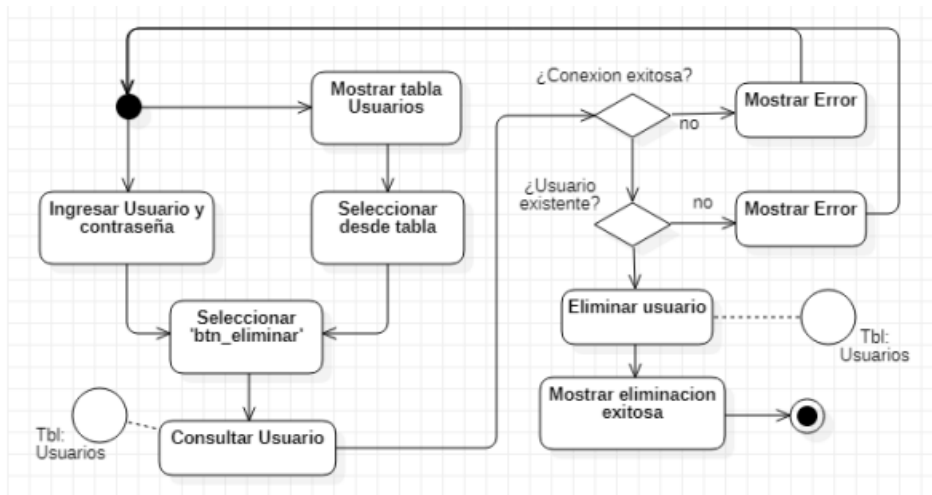 Mostrar tabla
Usuarios
Ingresar Usuario y
contraseña
Seleccionar
desde tabla
Seleccionar
'btn_eliminar'
Tbl:
Usuarios
Consultar Usuario
¿Conexion exitosa?
no
Mostrar Error
¿Usuario
existente?
no
Mostrar Error
Eliminar usuario
Tbl:
Usuarios
Mostrar eliminacion
exitosa